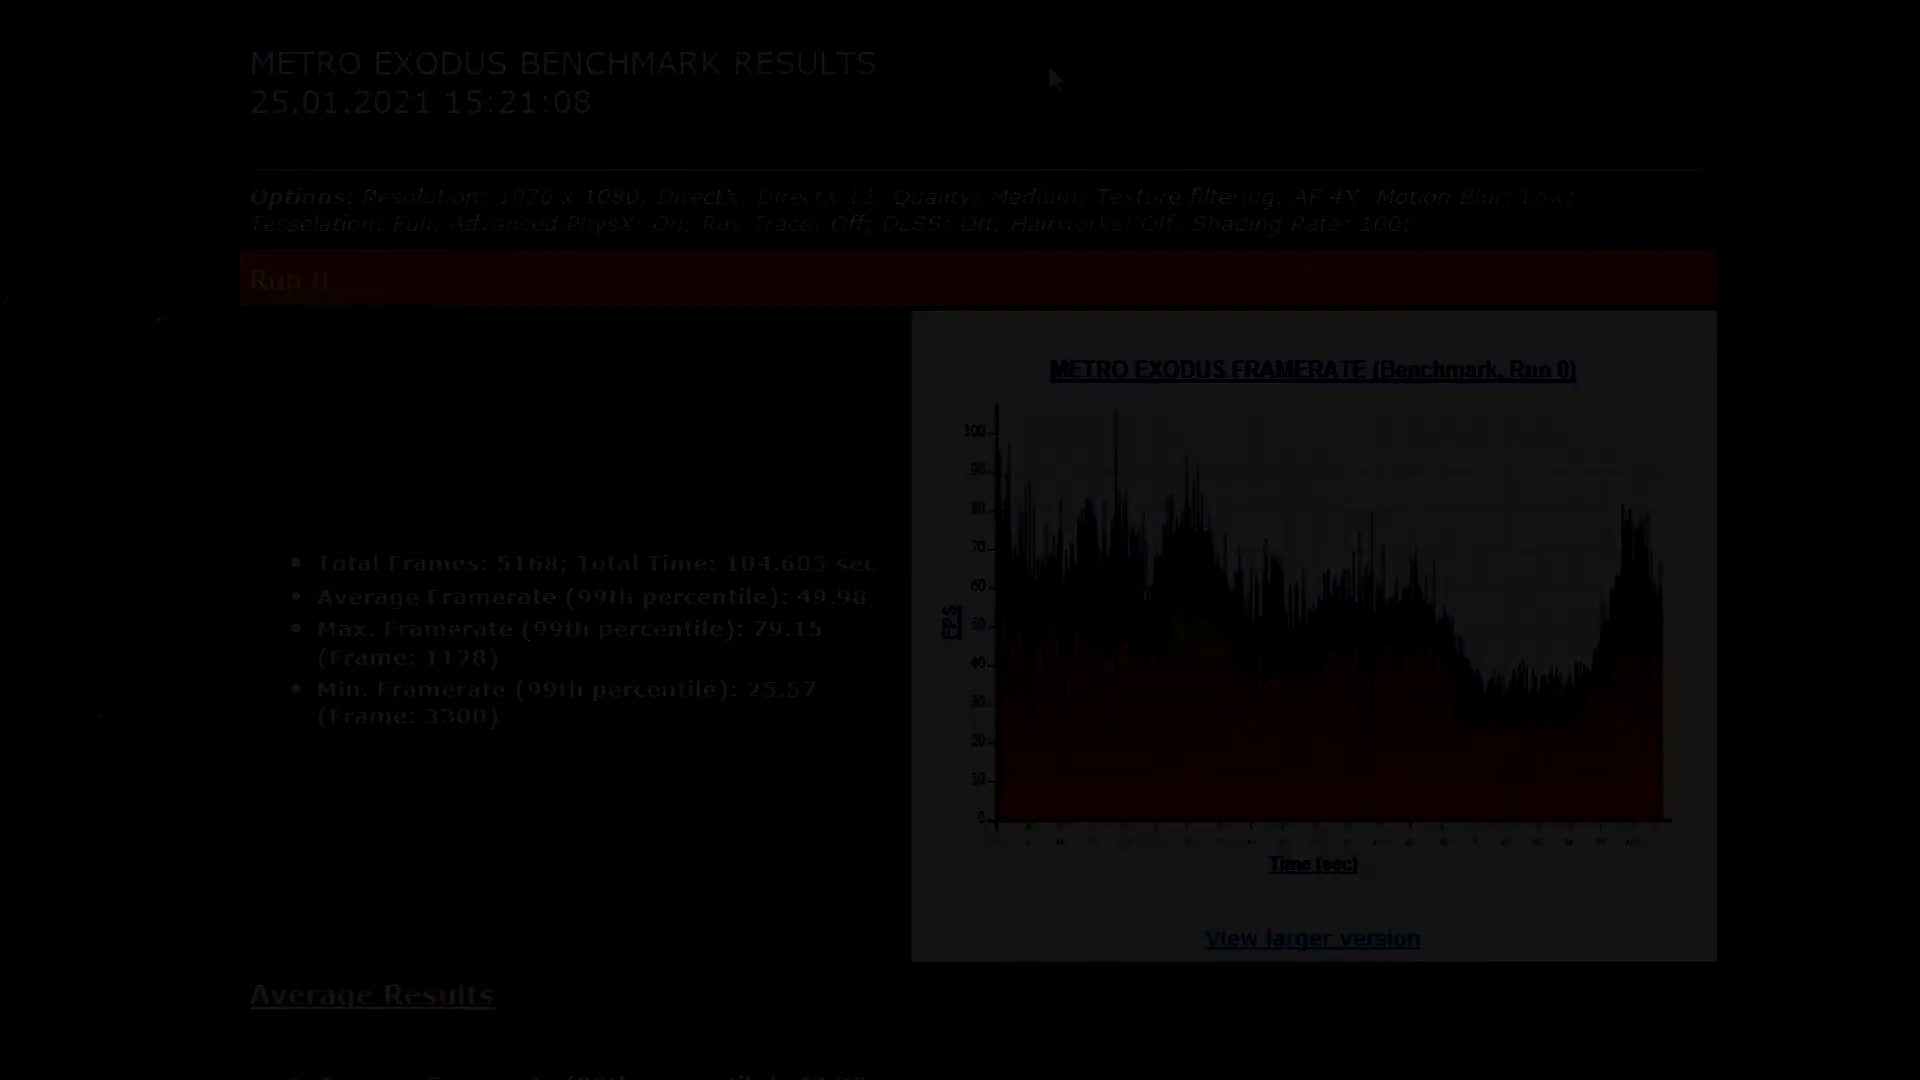 METRO EXODUS BENCHMARK RESULTS
25.01.2021 15:21:08
Options: Resolution: 1920 x 1080; DirectX: DirectX 12; Quality: Medium; Texture filtering: AF 4X; Motion Blur: Low;
Tesselation: Full; Advanced PhysX: On; Ray Trace: Off; DLSS: Off; Hairworks: Off; Shading Rate: 100;
Run 0
Total Frames: 5168; Total Time: 104.603 sec
Average Framerate (99th percentile): 49.98
Max. Framerate (99th percentile): 79.15
(Frame: 1128)
Min. Framerate (99th percentile): 25.57
(Frame: 3300)
METRO EXODUS FRAMERATE (Benchmark, Run 0)
100
90
80
70
60
50
40
30
20
10
0
FPS
Time (sec)
View larger version
Average Results